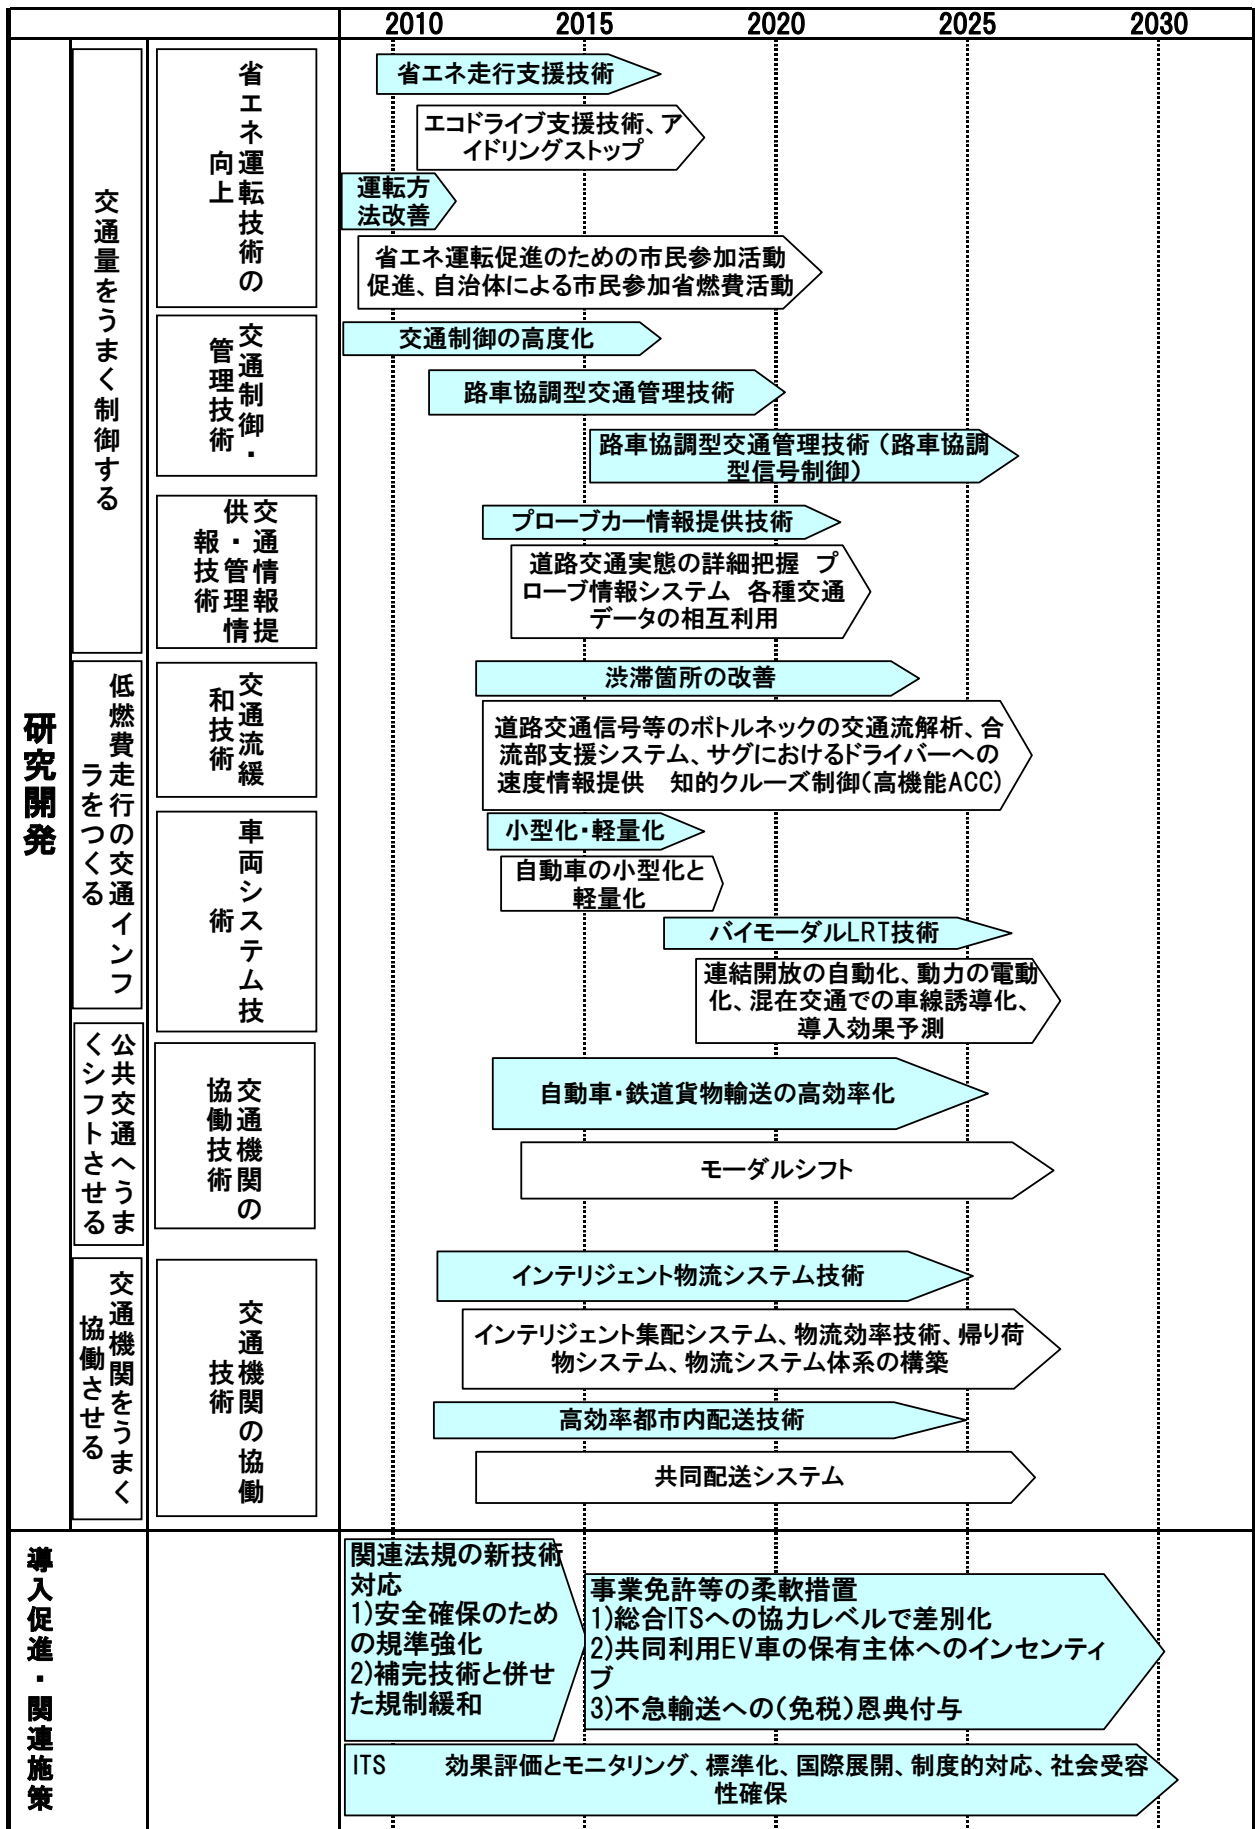 2010 2015 2020 2025 2030
研究開発
交通量をうまく制御する
省エネ運転技術の
向上
省エネ走行支援技術
エコドライブ支援技術、ア
イドリングストップ
運転方
法改善
省エネ運転促進のための市民参加活動
促進、自治体による市民参加省燃費活動
交通制御・
管理技術
交通制御の高度化
路車協調型交通管理技術
路車協調型交通管理技術（路車協調
型信号制御）
交通情報提
供・管理情
報技術
プローブカー情報提供技術
道路交通実態の詳細把握　プ
ローブ情報システム　各種交通
データの相互利用
低燃費走行の交通インフ
ラをつくる
交通流緩
和技術
渋滞箇所の改善
道路交通信号等のボトルネックの交通流解析、合
流部支援システム、サグにおけるドライバーへの
速度情報提供　知的クルーズ制御(高機能ACC)
車両システム技
術
小型化・軽量化
自動車の小型化と
軽量化
バイモーダルLRT技術
連結開放の自動化、動力の電動
化、混在交通での車線誘導化、
導入効果予測
公共交通へうま
くシフトさせる
交通機関の
協働技術
自動車・鉄道貨物輸送の高効率化
モーダルシフト
交通機関をうまく
協働させる
交通機関の協働
技術
インテリジェント物流システム技術
インテリジェント集配システム、物流効率技術、帰り荷
物システム、物流システム体系の構築
高効率都市内配送技術
共同配送システム
導入促進・関連施策
関連法規の新技術
対応
1)安全確保のため
の規準強化
2)補完技術と併せ
た規制緩和
事業免許等の柔軟措置
1)総合ITSへの協力レベルで差別化
2)共同利用EV車の保有主体へのインセンティ
ブ
3)不急輸送への(免税)恩典付与
ITS　　効果評価とモニタリング、標準化、国際展開、制度的対応、社会受容
性確保